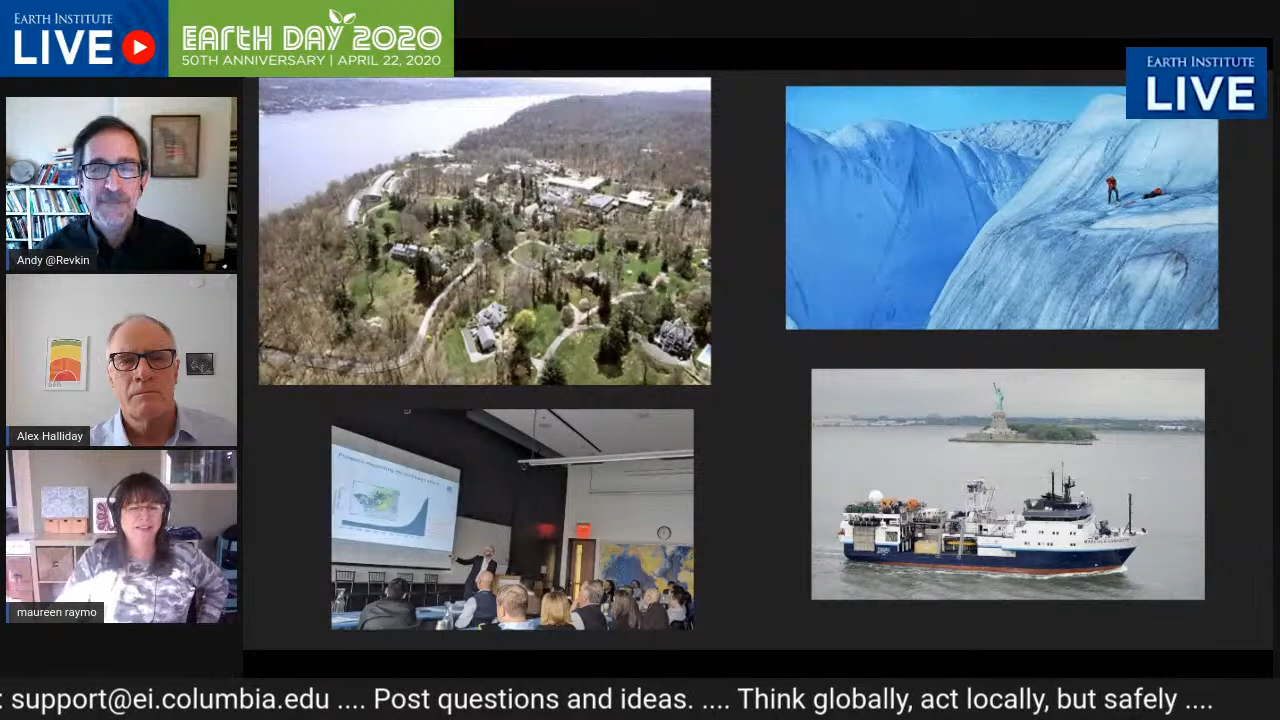 EARTH INSTITUTE
LIVE
EARTH DAY 2020
50TH ANNIVERSARY | APRIL 22, 2020
EARTH INSTITUTE
LIVE
Andy @Revkin
Alex Halliday
maureen raymo
: support@ei.columbia.edu .... Post questions and ideas. .... Think globally, act locally, but safely ....